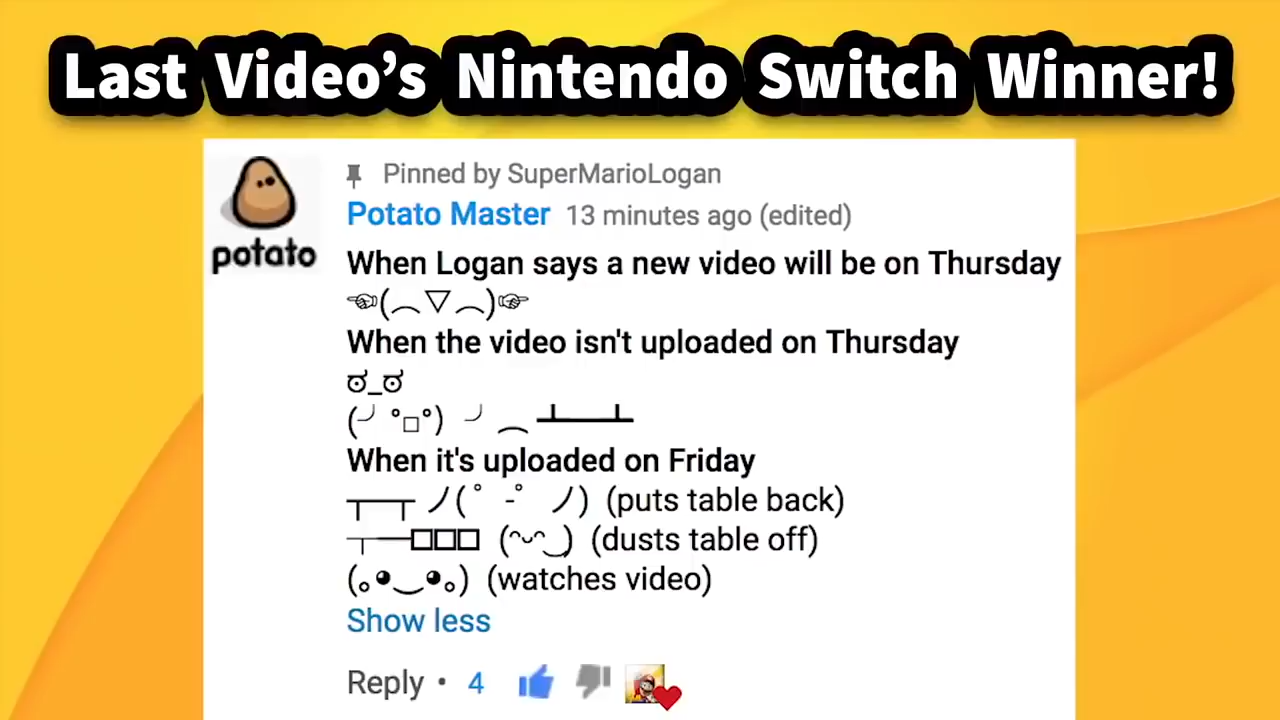 Last Video's Nintendo Switch Winner!
potato
Pinned by SuperMarioLogan
Potato Master 13 minutes ago (edited)
When Logan says a new video will be on Thursday
☜(︵▽︵)☞
When the video isn't uploaded on Thursday
ಠ_ಠ
(╯°□°) ╯ ︵ ┻━━┻
When it's uploaded on Friday
┬━━┬ ノ( ゜-゜ノ) (puts table back)
┬─□□□ (ᵔᴗᵔ‿) (dusts table off)
(｡◕‿◕｡) (watches video)
Show less
Reply • 4